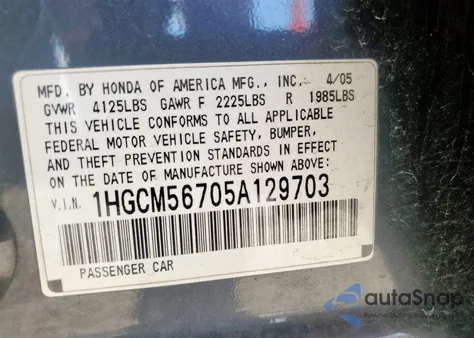 MFD. BY HONDA OF AMERICA MFG., INC. 4/05
GVWR 4125LBS GAWR F 2225LBS R 1985LBS
THIS VEHICLE CONFORMS TO ALL APPLICABLE
FEDERAL MOTOR VEHICLE SAFETY, BUMPER,
AND THEFT PREVENTION STANDARDS IN EFFECT
ON THE DATE OF MANUFACTURE SHOWN ABOVE:
V.I.N. 1HGCM56705A129703
PASSENGER CAR
autoSnap